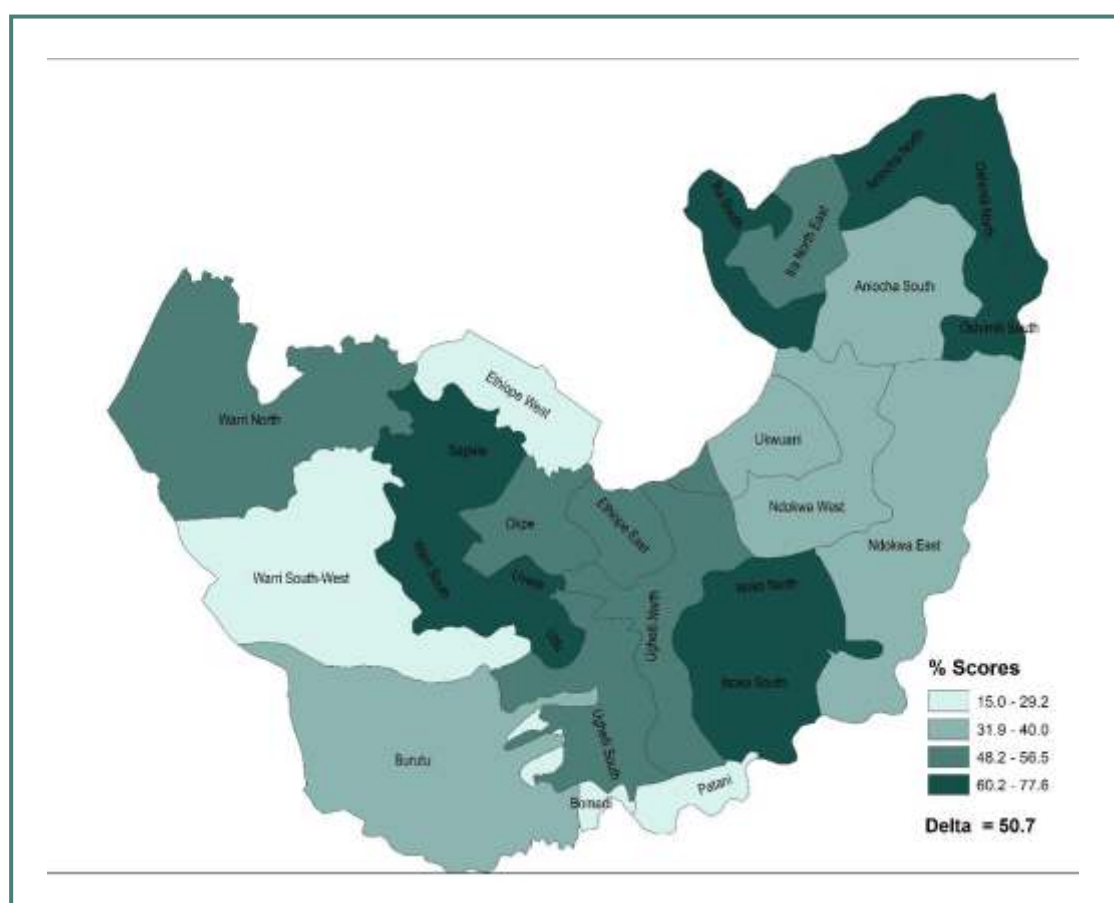 Aniocha North
Oshimili North
Ika South
Ika North East
Aniocha South
Oshimili South
Ethiope West
Warri North
Sapele
Ukwuani
Okpe
Ethiope East
Ndokwa West
Ndokwa East
Warri South-West
Warri South
Uvwie
Udu
Ughelli North
Isoko North
Isoko South
Ughelli South
Burutu
Bomadi
Patani
% Scores
15.0 - 29.2
31.9 - 40.0
48.2 - 56.5
60.2 - 77.6
Delta = 50.7